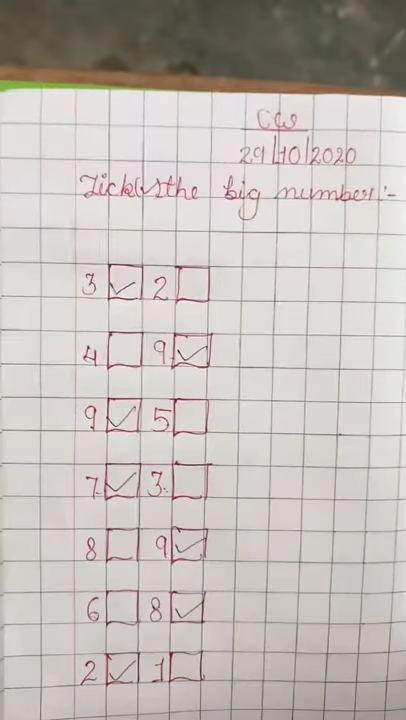 CW
29/10/2020
Tick(✓) the big number:-
3 ✓ 2
4 9 ✓
9 ✓ 5
7 ✓ 3
8 9 ✓
6 8 ✓
2 ✓ 1